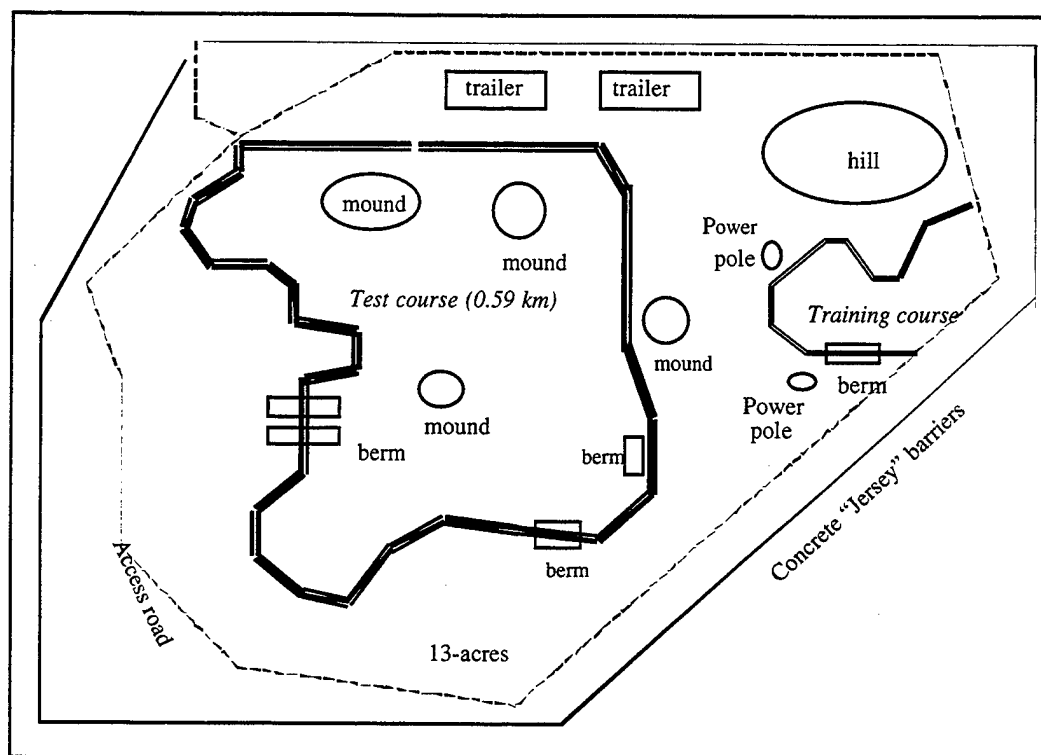 trailer
trailer
hill
mound
mound
Power
pole
Test course (0.59 km)
Training course
mound
berm
Power
pole
mound
berm
berm
berm
Concrete "Jersey" barriers
Access road
13-acres